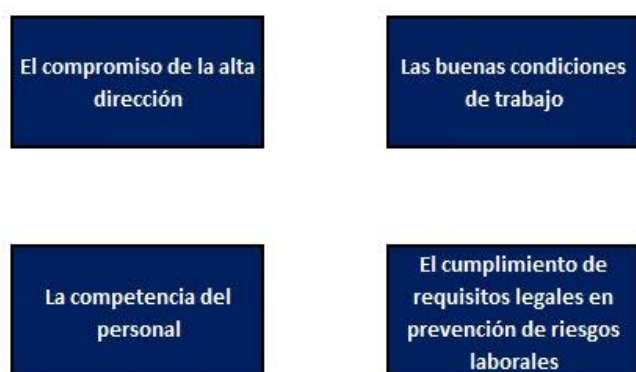 El compromiso de la alta
dirección
Las buenas condiciones
de trabajo
La competencia del
personal
El cumplimiento de
requisitos legales en
prevención de riesgos
laborales